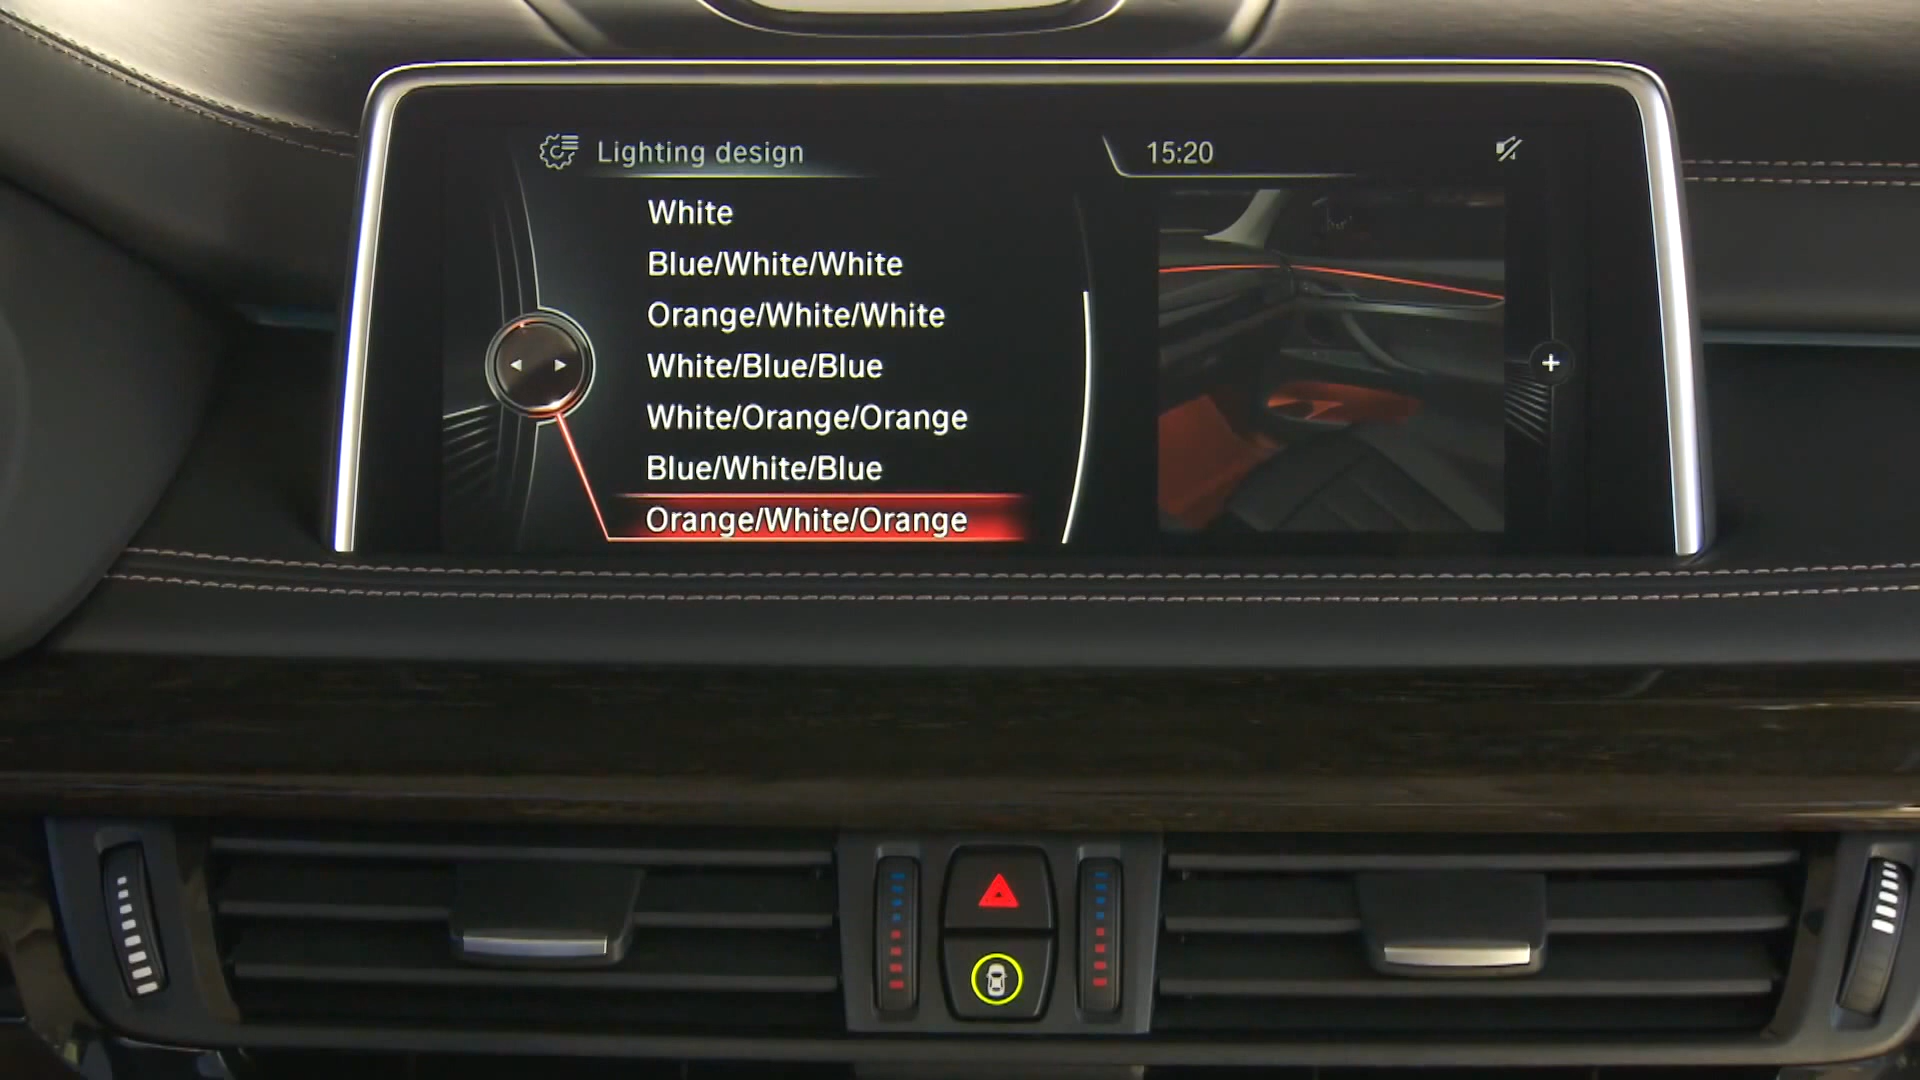 Lighting design
15:20
White
Blue/White/White
Orange/White/White
White/Blue/Blue
White/Orange/Orange
Blue/White/Blue
Orange/White/Orange